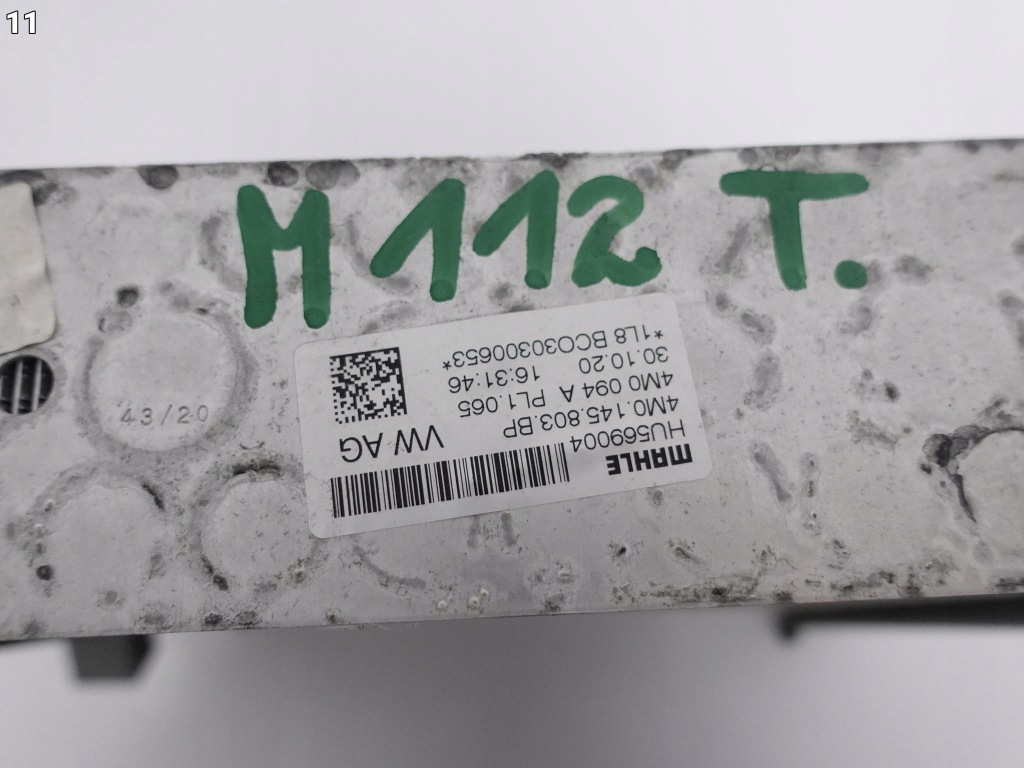 11
M 112 T.
43/20
MAHLE
HU569004
4M0.145.803.BP
4M0 094 A PL1.065
30.10.20 16:31:46
*1L8 BCO30300653*
VW AG